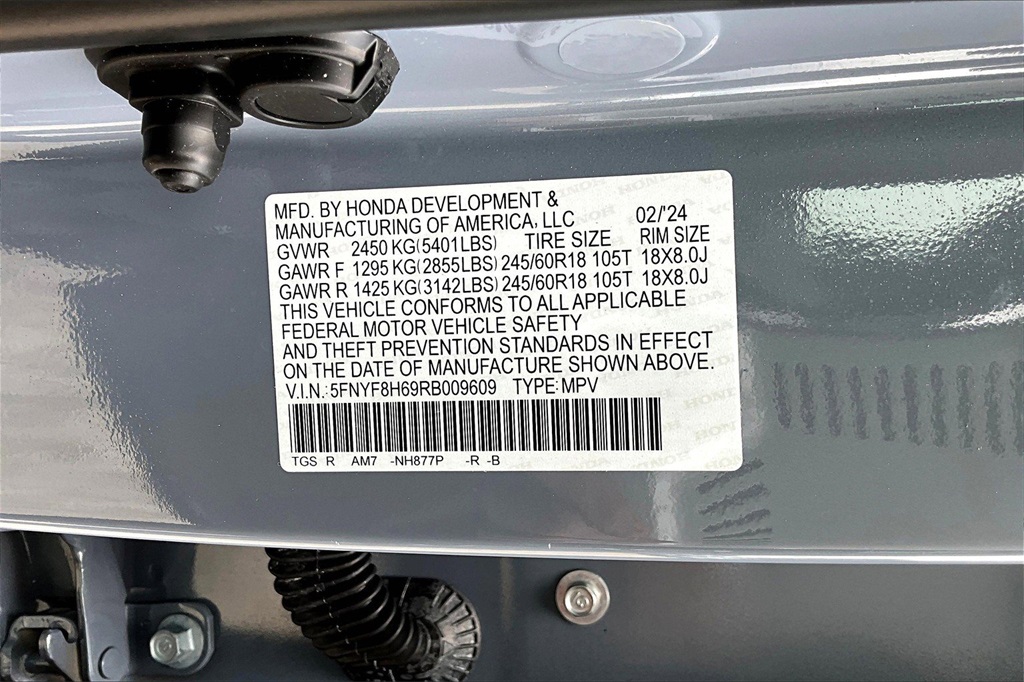 MFD. BY HONDA DEVELOPMENT &
MANUFACTURING OF AMERICA, LLC 02/'24
GVWR 2450 KG(5401LBS) TIRE SIZE RIM SIZE
GAWR F 1295 KG(2855LBS) 245/60R18 105T 18X8.0J
GAWR R 1425 KG(3142LBS) 245/60R18 105T 18X8.0J
THIS VEHICLE CONFORMS TO ALL APPLICABLE
FEDERAL MOTOR VEHICLE SAFETY
AND THEFT PREVENTION STANDARDS IN EFFECT
ON THE DATE OF MANUFACTURE SHOWN ABOVE.
V.I.N.: 5FNYF8H69RB009609 TYPE: MPV
TGS R AM7 -NH877P -R -B